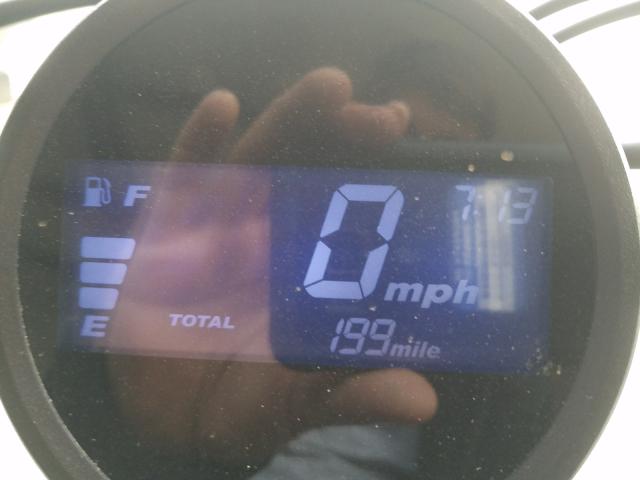 F
7:13
0 mph
E
TOTAL
199 mile